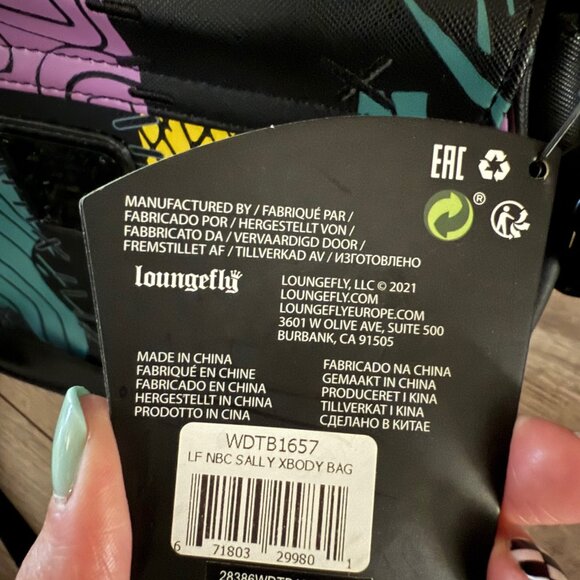 EAC
®
MANUFACTURED BY / FABRIQUÉ PAR /
FABRICADO POR / HERGESTELLT VON /
FABBRICATO DA / VERVAARDIGD DOOR /
FREMSTILLET AF / TILLVERKAD AV / ИЗГОТОВЛЕНО
loungefly
LOUNGEFLY, LLC © 2021
LOUNGEFLY.COM
LOUNGEFLYEUROPE.COM
3601 W OLIVE AVE, SUITE 500
BURBANK, CA 91505
MADE IN CHINA
FABRIQUÉ EN CHINE
FABRICADO EN CHINA
HERGESTELLT IN CHINA
PRODOTTO IN CINA
FABRICADO NA CHINA
GEMAAKT IN CHINA
PRODUCERET I KINA
TILLVERKAT I KINA
СДЕЛАНО В КИТАЕ
WDTB1657
LF NBC SALLY XBODY BAG
6 71803 29980 1